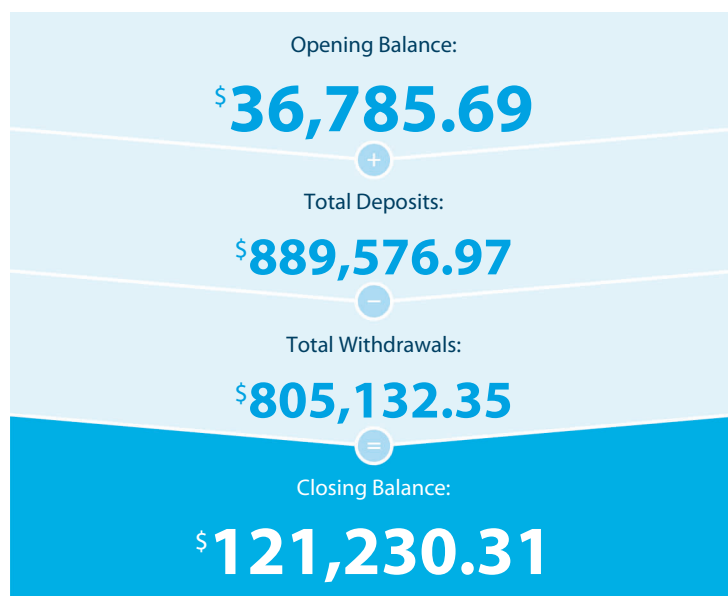 Opening Balance:
$36,785.69
+
Total Deposits:
$889,576.97
−
Total Withdrawals:
$805,132.35
=
Closing Balance:
$121,230.31